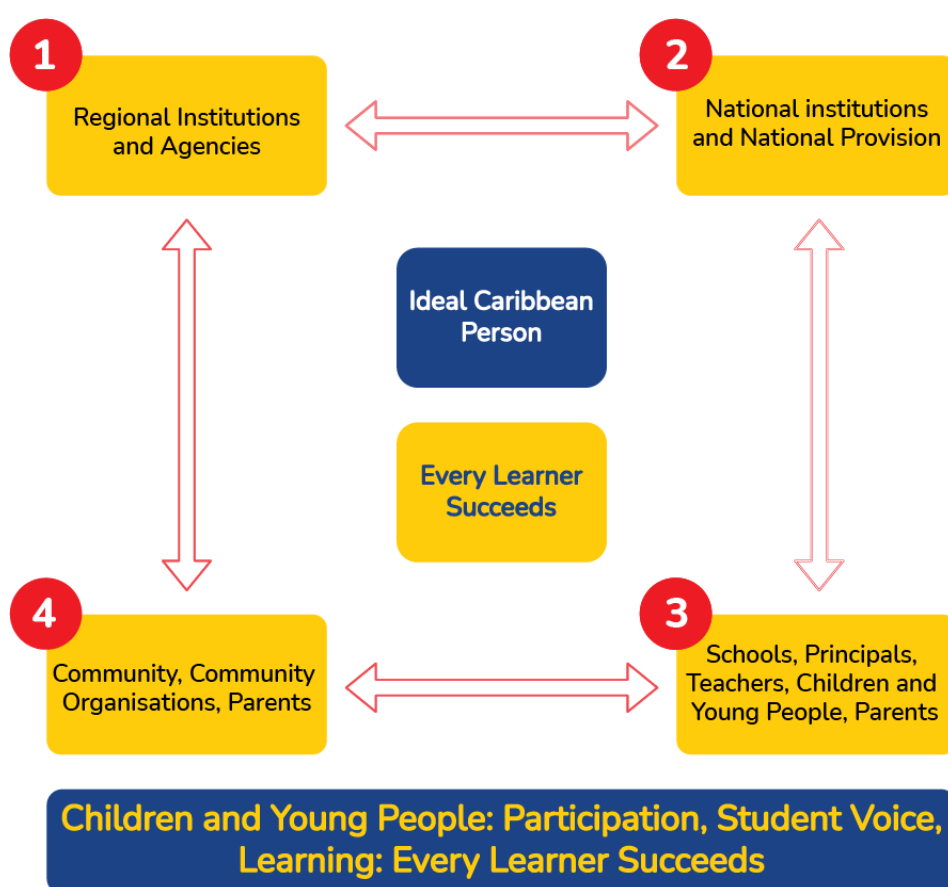 1
Regional Institutions
and Agencies
2
National institutions
and National Provision
Ideal Caribbean
Person
Every Learner
Succeeds
4
Community, Community
Organisations, Parents
3
Schools, Principals,
Teachers, Children and
Young People, Parents
Children and Young People: Participation, Student Voice,
Learning: Every Learner Succeeds